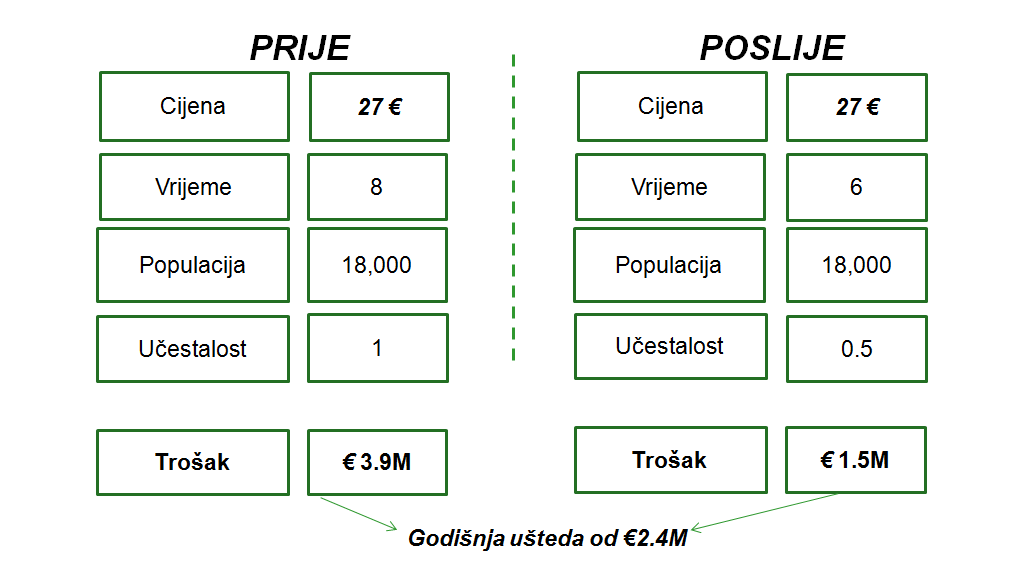 PRIJE
Cijena 27 €
Vrijeme 8
Populacija 18,000
Učestalost 1
Trošak € 3.9M
POSLIJE
Cijena 27 €
Vrijeme 6
Populacija 18,000
Učestalost 0.5
Trošak € 1.5M
Godišnja ušteda od €2.4M